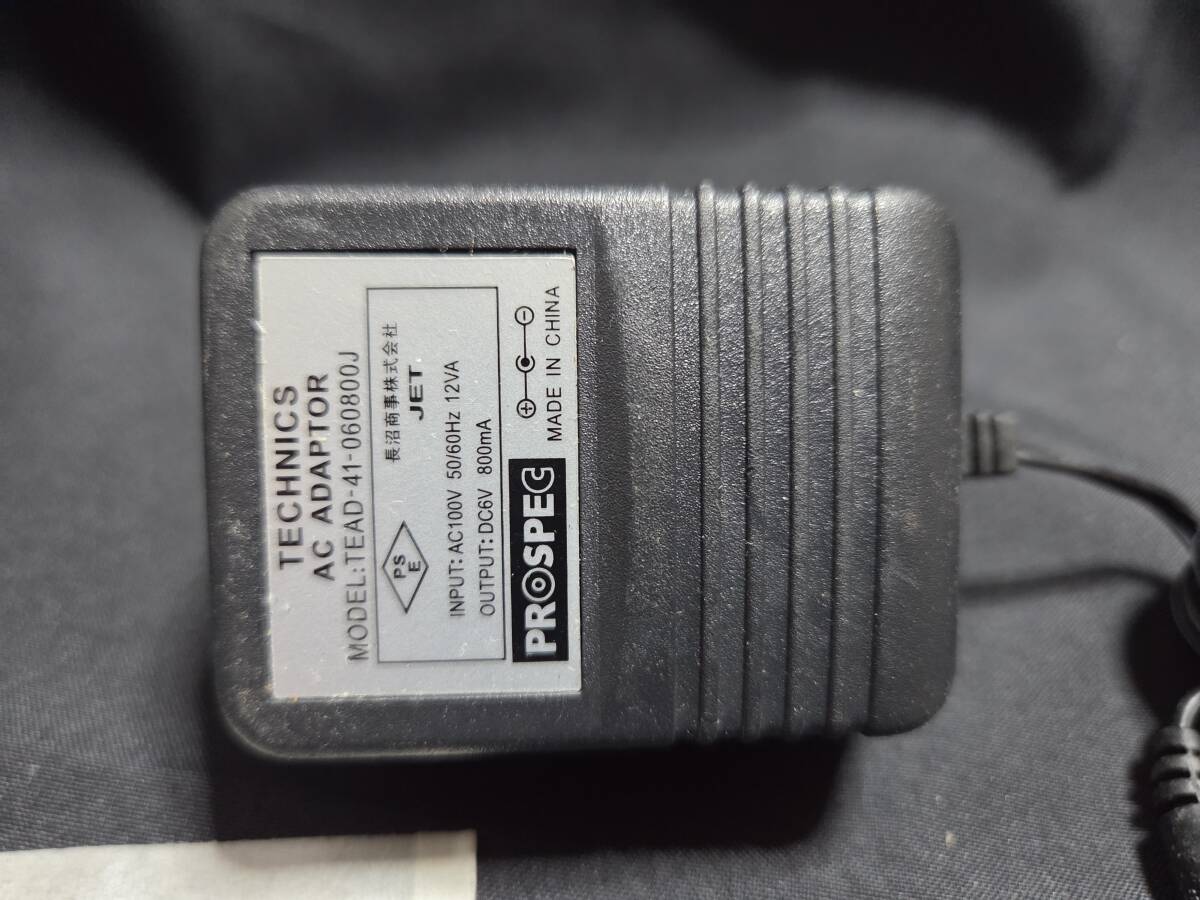 TECHNICS
AC ADAPTOR
MODEL:TEAD-41-060800J
PS
E
長沼商事株式会社
JET
INPUT:AC100V 50/60Hz 12VA
OUTPUT:DC6V 800mA
PROSPEC
MADE IN CHINA